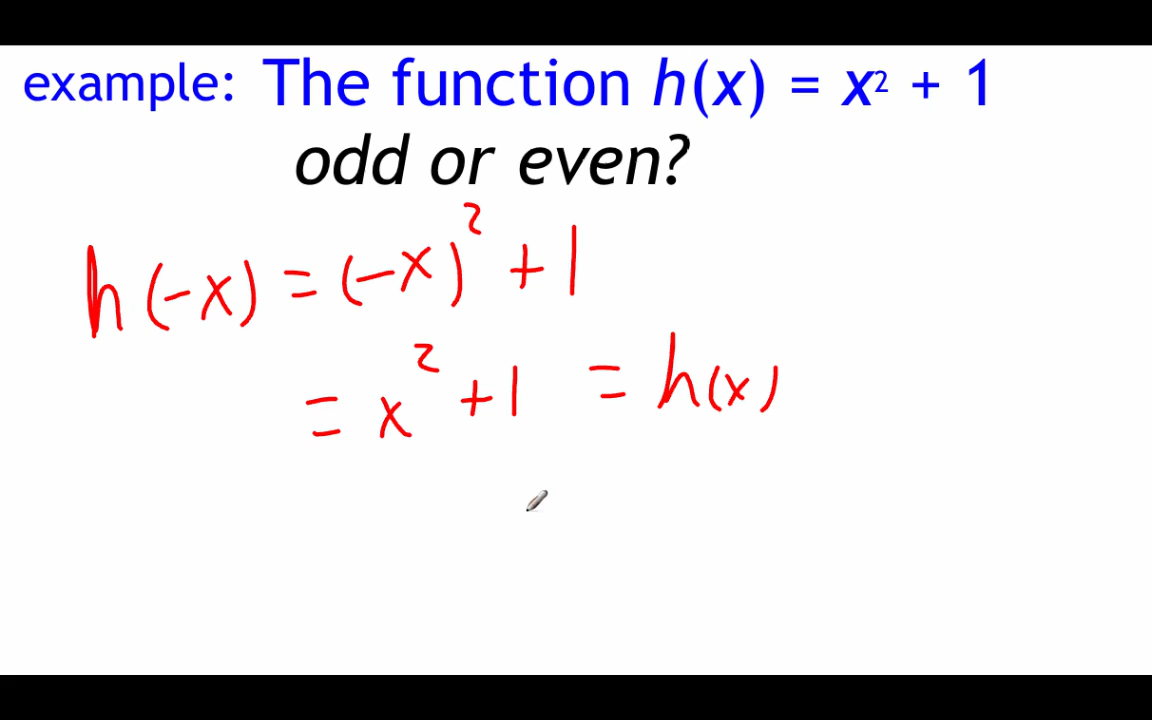 example: The function h(x) = x² + 1
odd or even?
h(-x) = (-x)² + 1
= x² + 1 = h(x)